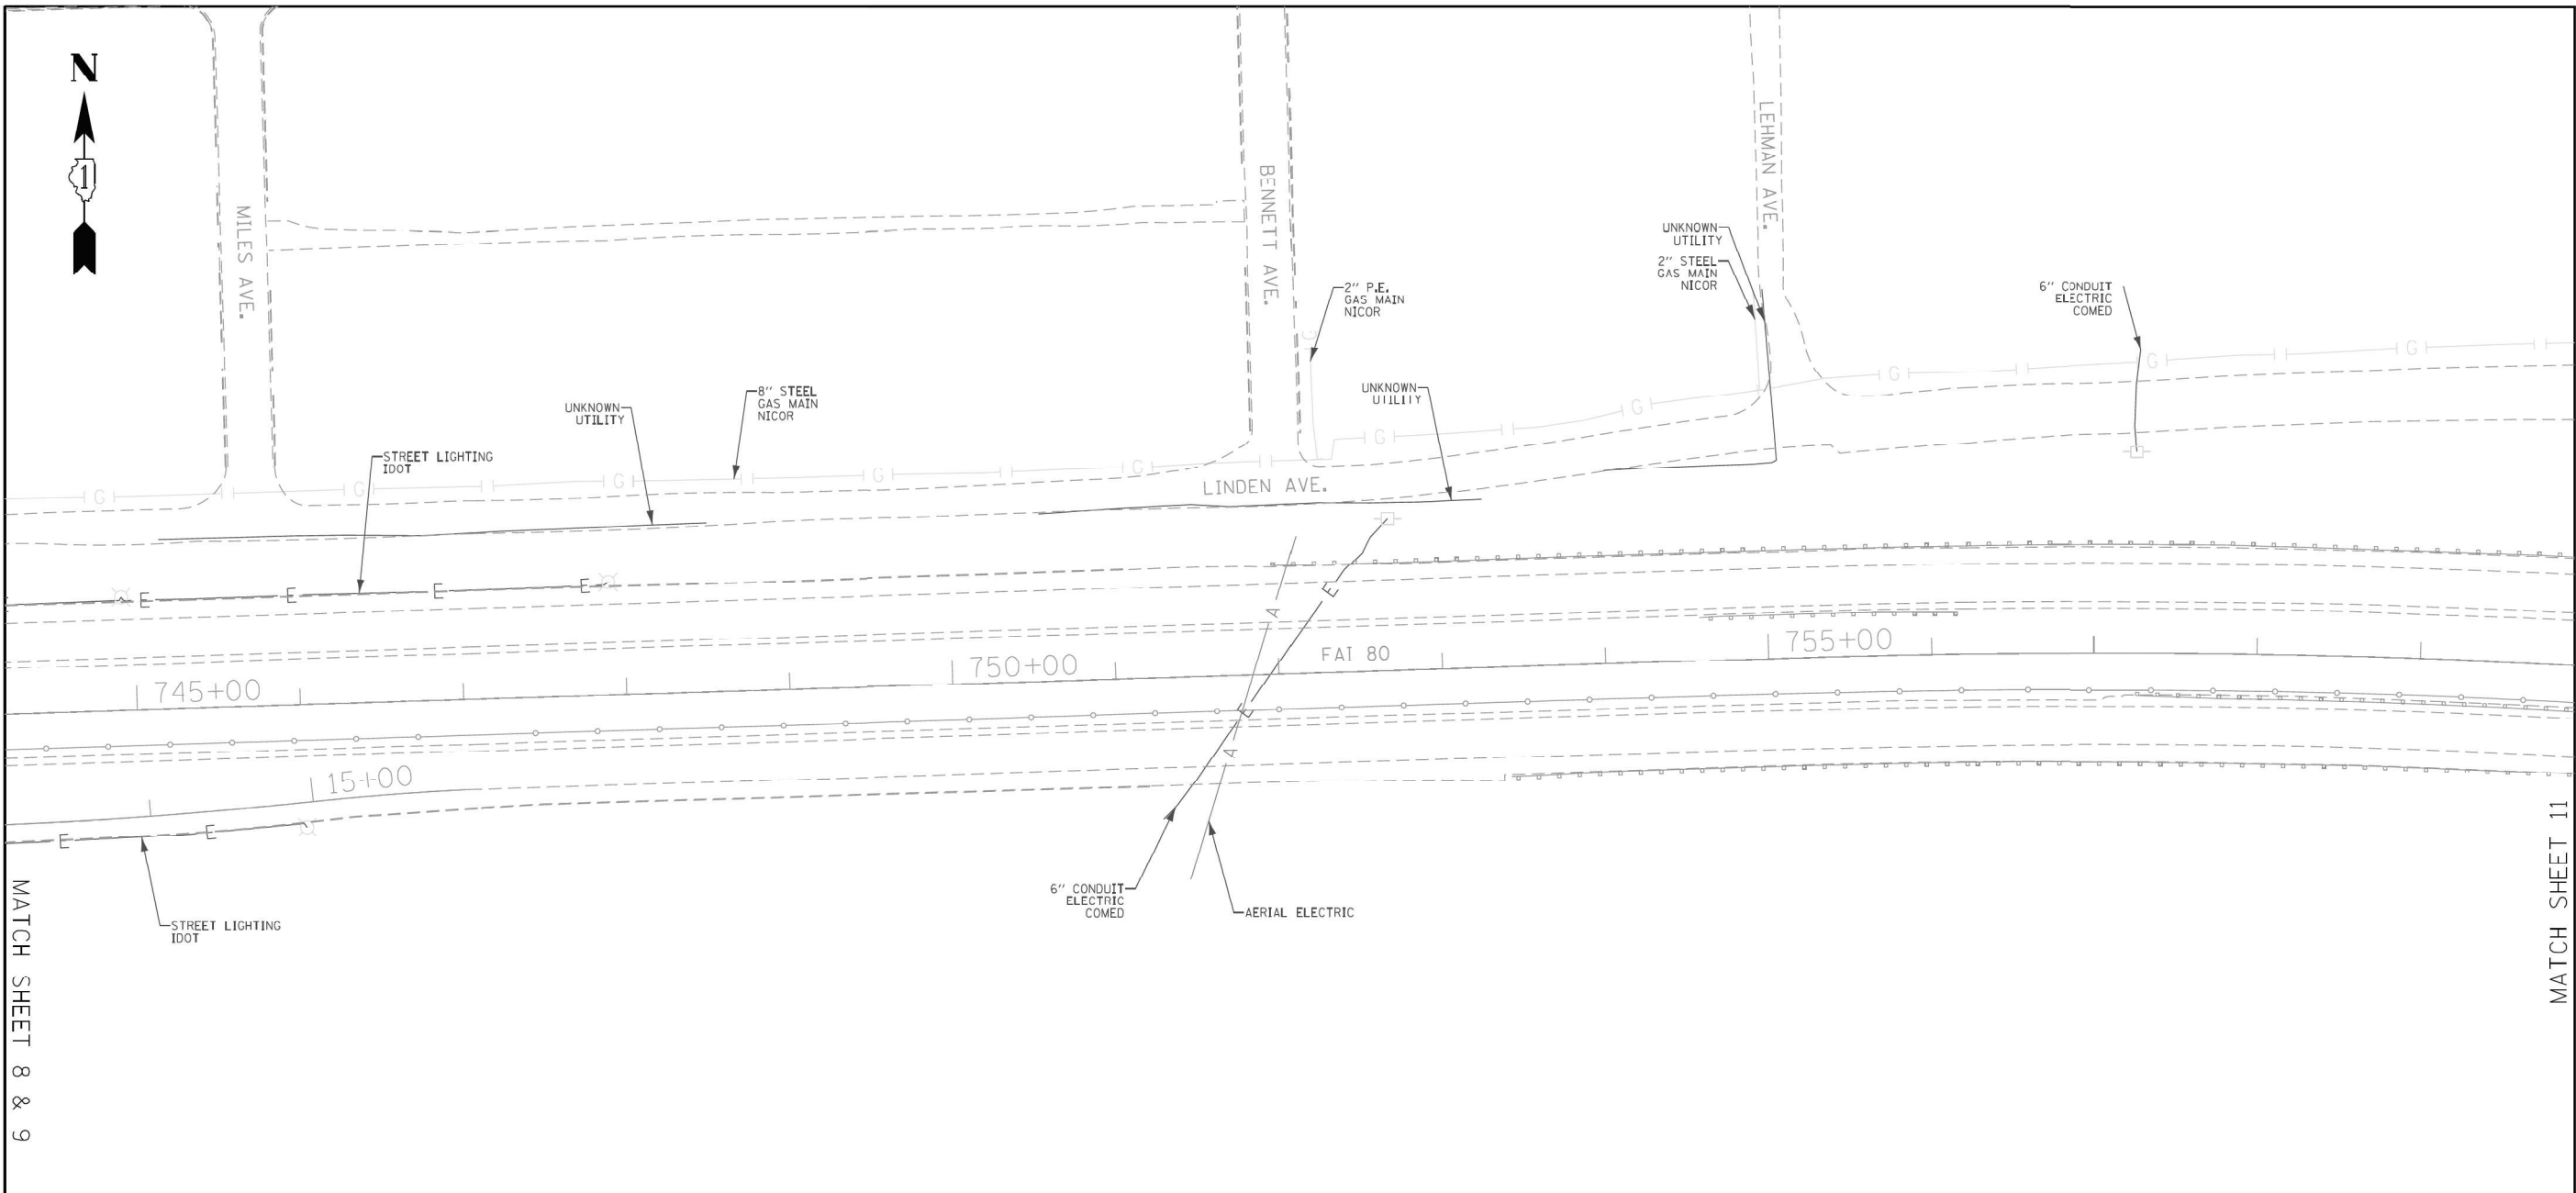 N
1
MILES AVE.
BENNETT AVE.
LEHMAN AVE.
UNKNOWN
UTILITY
2" STEEL
GAS MAIN
NICOR
2" P.E.
GAS MAIN
NICOR
6" CONDUIT
ELECTRIC
COMED
G
8" STEEL
GAS MAIN
NICOR
UNKNOWN
UTILITY
UNKNOWN
UTILITY
STREET LIGHTING
IDOT
G
G
G
G
G
G
G
G
G
G
LINDEN AVE.
E
E
E
E
A
E
745+00
750+00
FAI 80
755+00
E
A
15+00
E
E
STREET LIGHTING
IDOT
6" CONDUIT
ELECTRIC
COMED
AERIAL ELECTRIC
MATCH SHEET 8 & 9
MATCH SHEET 11